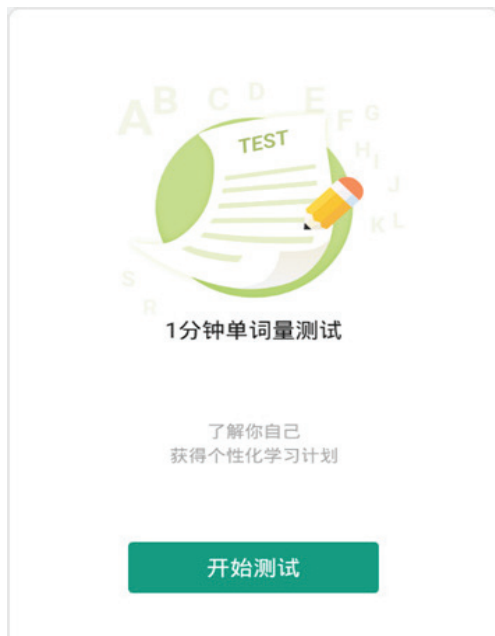 A B C D E F G
H I J
K L
S
R
TEST
1分钟单词量测试
了解你自己
获得个性化学习计划
开始测试